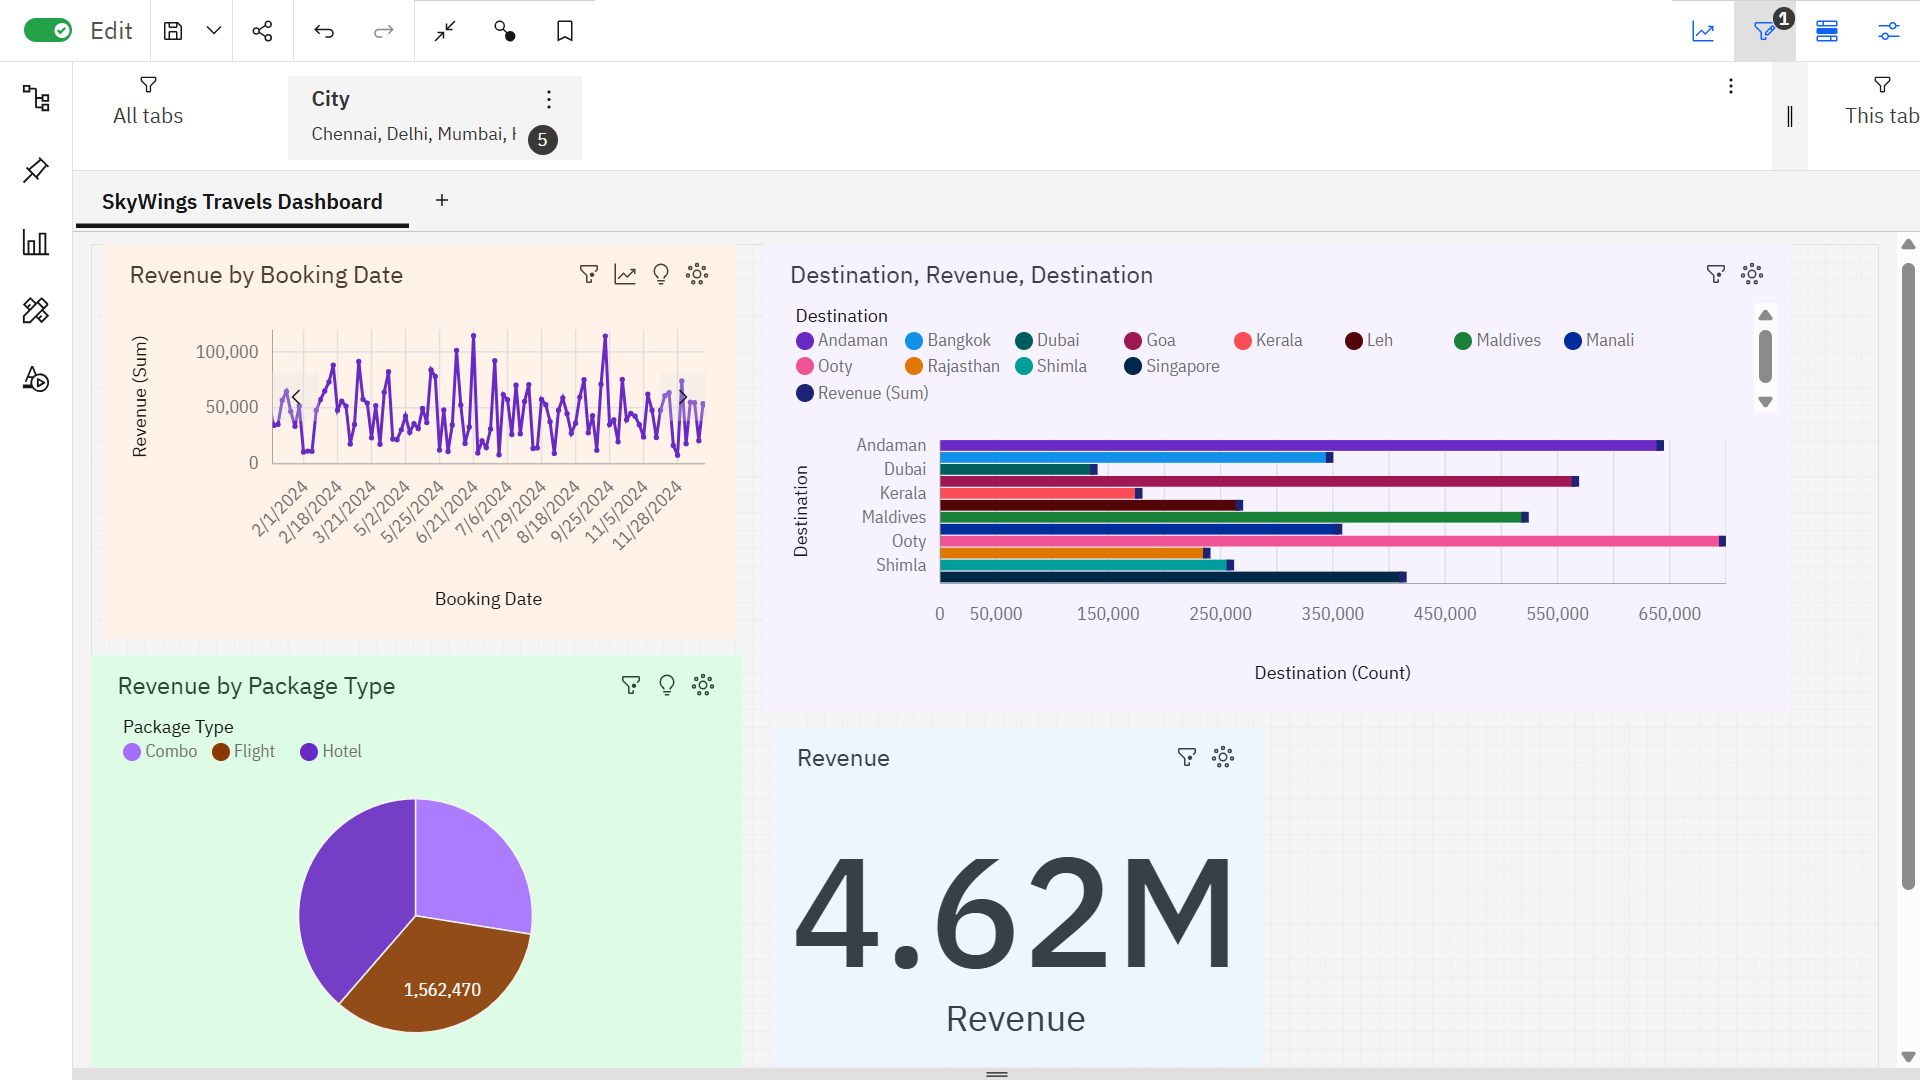 Edit
1
All tabs
City
Chennai, Delhi, Mumbai,
5
This tab
SkyWings Travels Dashboard
Revenue by Booking Date
Revenue (Sum)
100,000
50,000
0
2/1/2024
2/18/2024
3/21/2024
5/2/2024
5/25/2024
6/21/2024
7/6/2024
7/29/2024
8/18/2024
9/25/2024
11/5/2024
11/28/2024
Booking Date
Destination, Revenue, Destination
Destination
Andaman Bangkok Dubai Goa Kerala Leh Maldives Manali
Ooty Rajasthan Shimla Singapore
Revenue (Sum)
Destination
Andaman
Dubai
Kerala
Maldives
Ooty
Shimla
0 50,000 150,000 250,000 350,000 450,000 550,000 650,000
Destination (Count)
Revenue by Package Type
Package Type
Combo Flight Hotel
1,562,470
Revenue
4.62M
Revenue